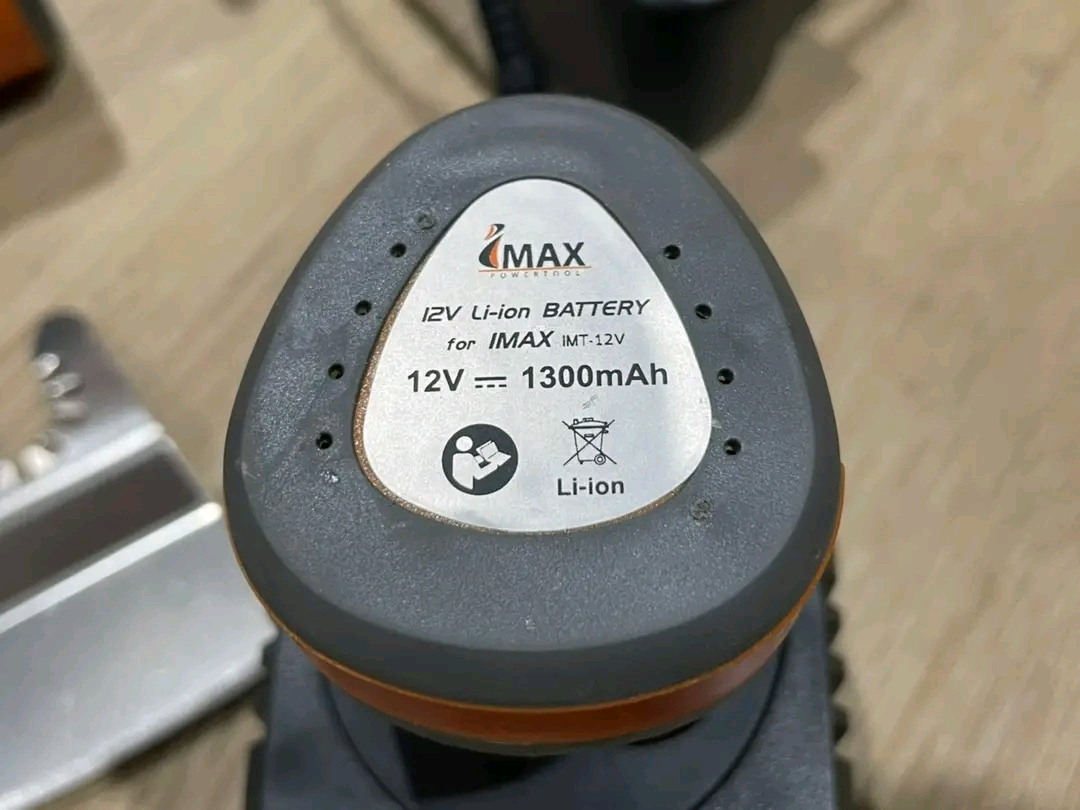 iMAX
POWERTOOL
12V Li-ion BATTERY
for IMAX IMT-12V
12V ⎓ 1300mAh
Li-ion